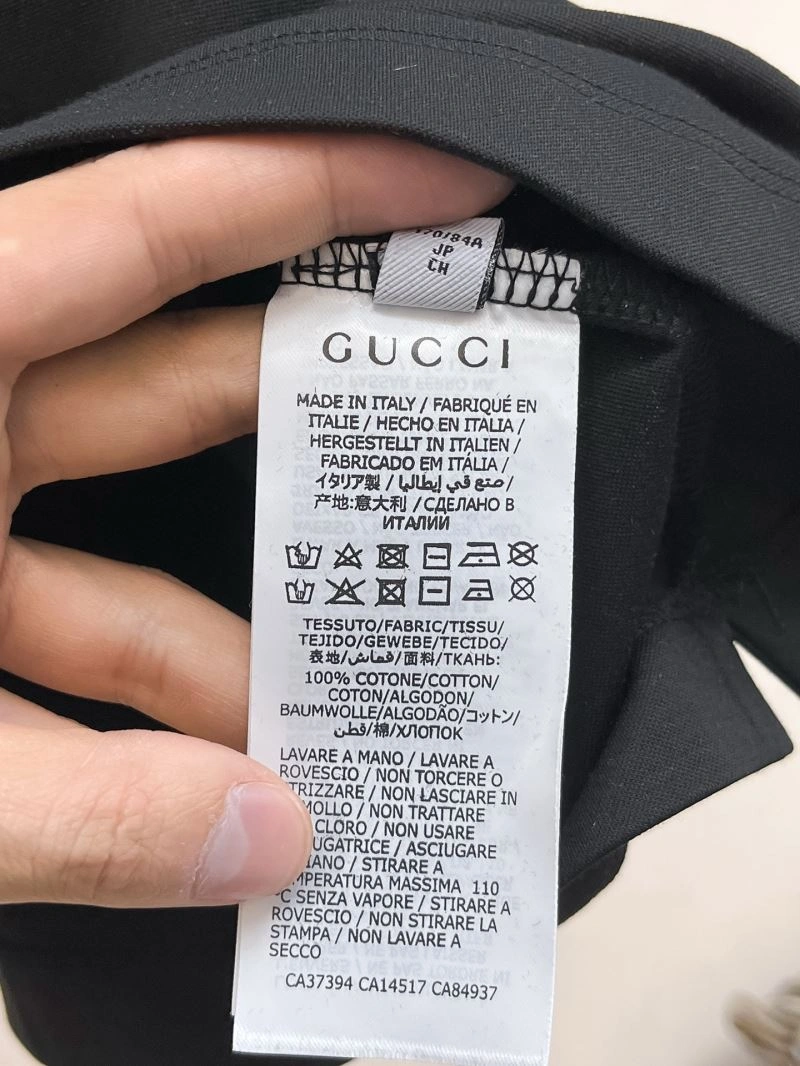 170/84A
JP
CH
GUCCI
MADE IN ITALY / FABRIQUÉ EN
ITALIE / HECHO EN ITALIA /
HERGESTELLT IN ITALIEN /
FABRICADO EM ITÁLIA /
イタリア製 / صنع في إيطاليا /
产地:意大利 / СДЕЛАНО В
ИТАЛИИ
TESSUTO/FABRIC/TISSU/
TEJIDO/GEWEBE/TECIDO/
表地/قماش/面料/ТКАНЬ:
100% COTONE/COTTON/
COTON/ALGODON/
BAUMWOLLE/ALGODÃO/コットン/
قطن/棉/ХЛОПОК
LAVARE A MANO / LAVARE A
ROVESCIO / NON TORCERE O
STRIZZARE / NON LASCIARE IN
AMMOLLO / NON TRATTARE
CLORO / NON USARE
ASCIUGATRICE / ASCIUGARE
PIANO / STIRARE A
TEMPERATURA MASSIMA 110
°C SENZA VAPORE / STIRARE A
ROVESCIO / NON STIRARE LA
STAMPA / NON LAVARE A
SECCO
CA37394 CA14517 CA84937